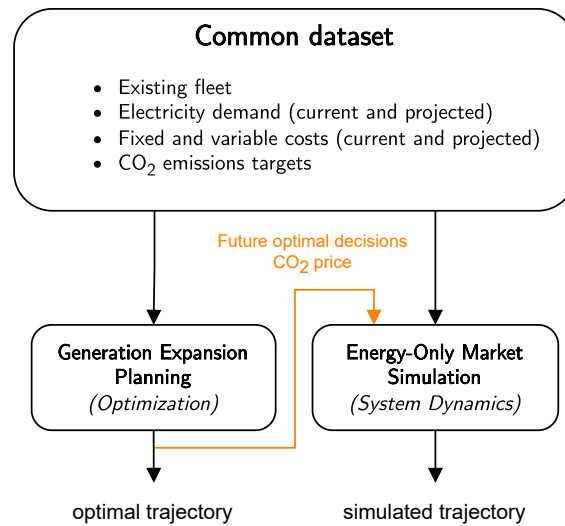 Common dataset
• Existing fleet
• Electricity demand (current and projected)
• Fixed and variable costs (current and projected)
• CO2 emissions targets
Future optimal decisions
CO2 price
Generation Expansion
Planning
(Optimization)
Energy-Only Market
Simulation
(System Dynamics)
optimal trajectory
simulated trajectory